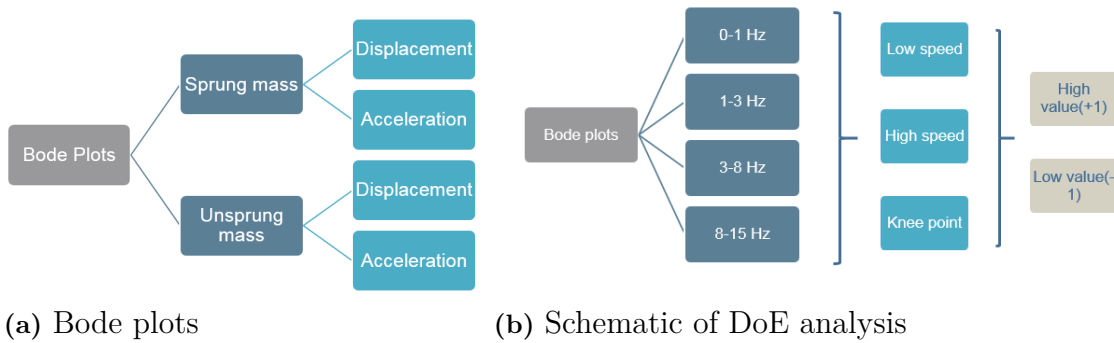 Bode Plots
Sprung mass
Unsprung
mass
Displacement
Acceleration
Displacement
Acceleration
(a) Bode plots
Bode plots
0-1 Hz
1-3 Hz
3-8 Hz
8-15 Hz
Low speed
High speed
Knee point
High
value(+1)
Low value(-
1)
(b) Schematic of DoE analysis